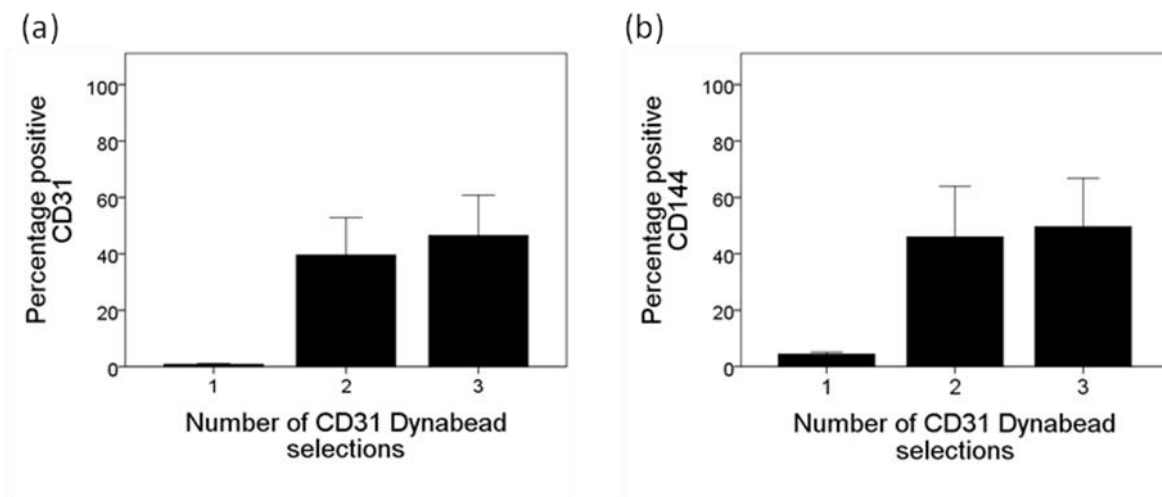 (a)
Percentage positive
CD31
100
80
60
40
20
0
1 2 3
Number of CD31 Dynabead
selections
(b)
Percentage positive
CD144
100
80
60
40
20
0
1 2 3
Number of CD31 Dynabead
selections